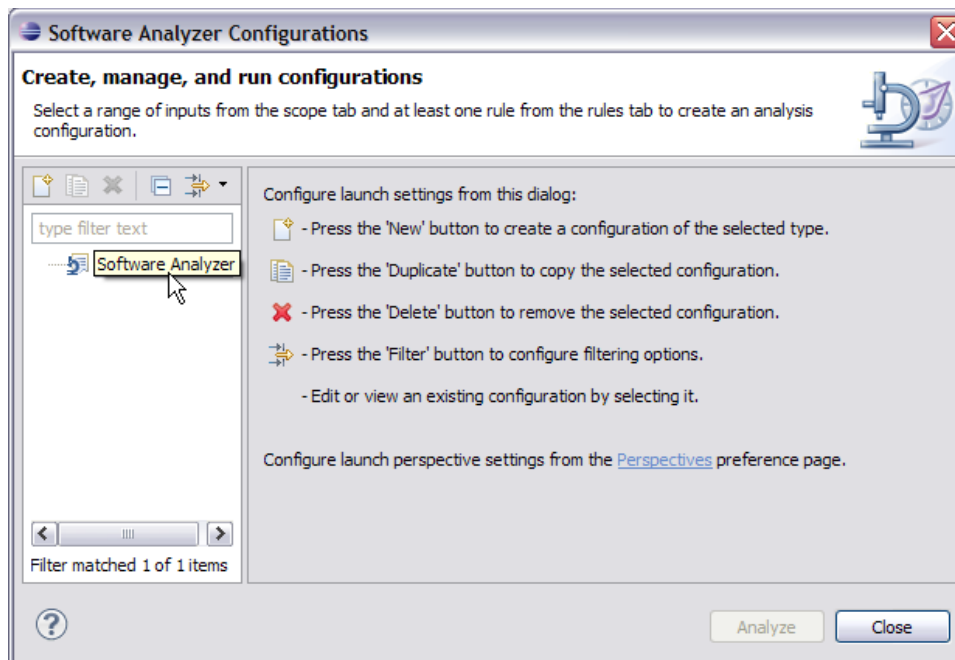 Software Analyzer Configurations
Create, manage, and run configurations
Select a range of inputs from the scope tab and at least one rule from the rules tab to create an analysis
configuration.
type filter text
Software Analyzer
Filter matched 1 of 1 items
Configure launch settings from this dialog:
- Press the 'New' button to create a configuration of the selected type.
- Press the 'Duplicate' button to copy the selected configuration.
- Press the 'Delete' button to remove the selected configuration.
- Press the 'Filter' button to configure filtering options.
- Edit or view an existing configuration by selecting it.
Configure launch perspective settings from the Perspectives preference page.
Analyze
Close